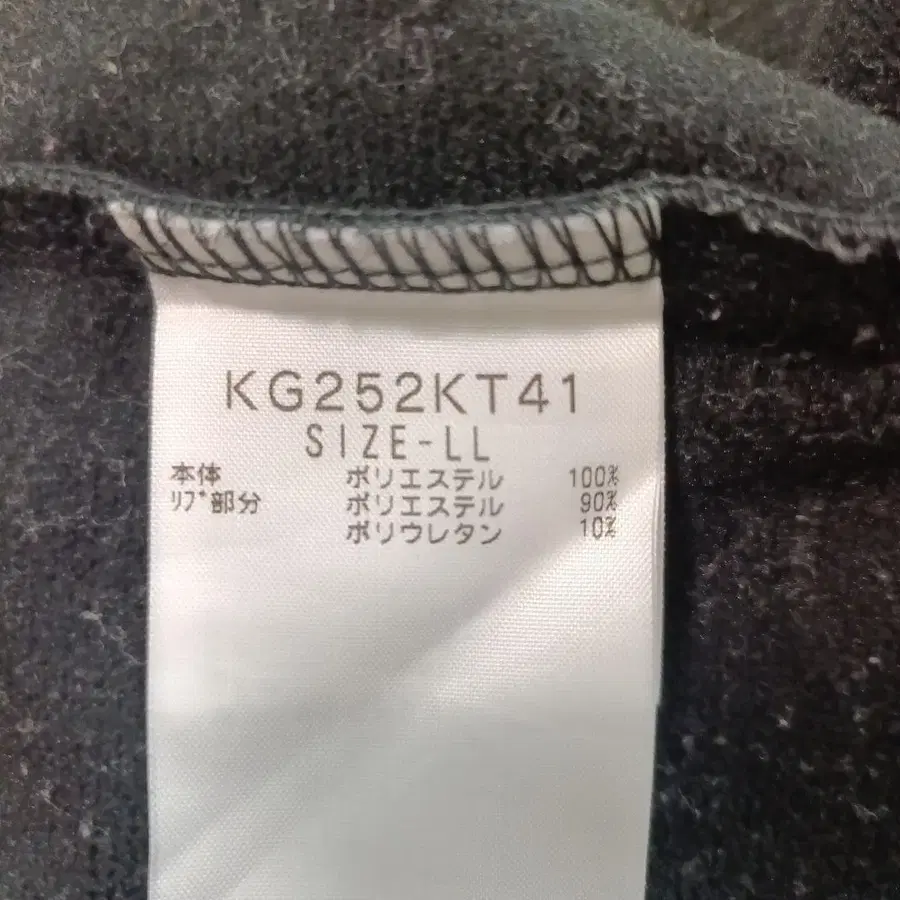 KG252KT41
SIZE-LL
本体 ポリエステル 100%
ﾘﾌﾞ部分 ポリエステル 90%
ポリウレタン 10%